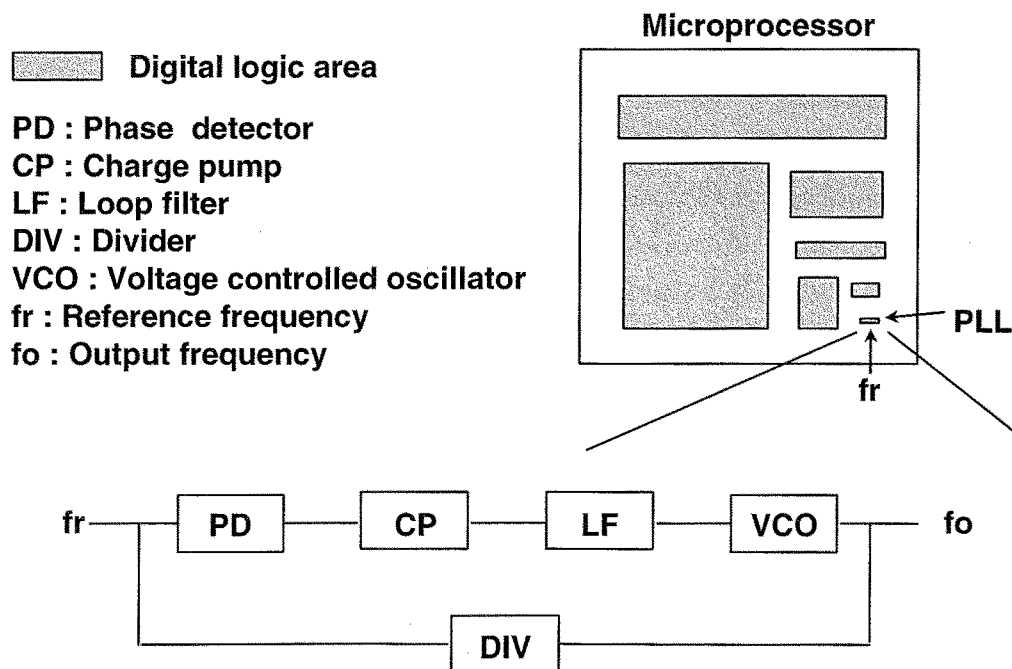 Microprocessor
Digital logic area
PD : Phase detector
CP : Charge pump
LF : Loop filter
DIV : Divider
VCO : Voltage controlled oscillator
fr : Reference frequency
fo : Output frequency
PLL
fr
fr
PD
CP
LF
VCO
fo
DIV